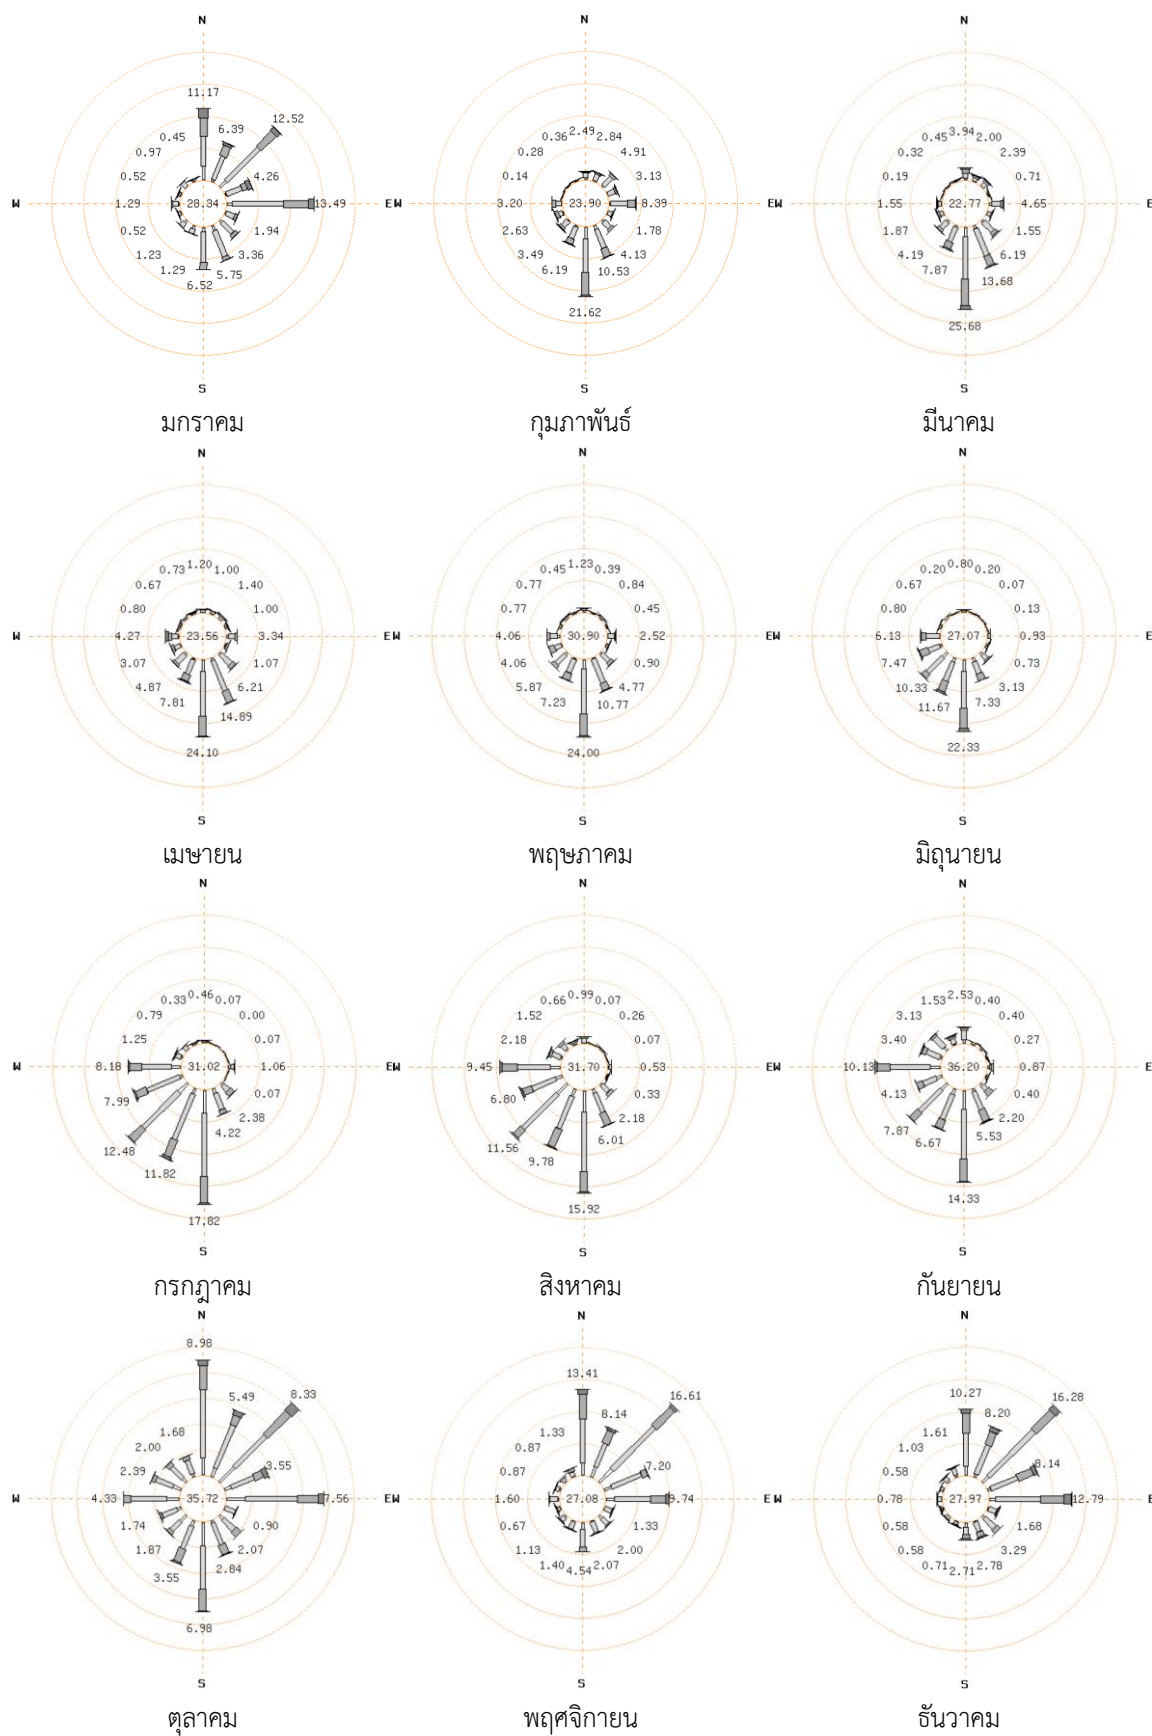 N N N
11.17 12.52
0.45 6.39 0.36 2.49 2.84 0.45 3.94 2.00
0.97 0.28 4.91 0.32 2.39
0.52 4.26 0.14 3.13 0.19 0.71
W 1.29 28.34 13.49 E W 3.20 23.90 8.39 E W 1.55 22.77 4.65 E
0.52 1.94 2.63 1.78 1.87 1.55
1.23 3.36 3.49 4.13 4.19 6.19
1.29 5.75 6.19 10.53 7.87 13.68
6.52 21.62 25.68
S S S
มกราคม กุมภาพันธ์ มีนาคม
N N N
0.73 1.20 1.00 0.45 1.23 0.39 0.20 0.80 0.20
0.67 1.40 0.77 0.84 0.67 0.07
0.80 1.00 0.77 0.45 0.80 0.13
W 4.27 23.56 3.34 E W 4.06 30.90 2.52 E W 6.13 27.07 0.93 E
3.07 1.07 4.06 0.90 7.47 0.73
4.87 6.21 5.87 4.77 10.33 3.13
7.81 14.89 7.23 10.77 11.67 7.33
24.10 24.00 22.33
S S S
เมษายน พฤษภาคม มิถุนายน
N N N
0.33 0.46 0.07 0.66 0.99 0.07 1.53 2.53 0.40
0.79 0.00 1.52 0.26 3.13 0.40
1.25 0.07 2.18 0.07 3.40 0.27
W 8.18 31.02 1.06 E W 9.45 31.70 0.53 E W 10.13 36.20 0.87 E
7.99 0.07 6.80 0.33 4.13 0.40
12.48 2.38 11.56 2.18 7.87 2.20
11.82 4.22 9.78 6.01 6.67 5.53
17.82 15.92 14.33
S S S
กรกฎาคม สิงหาคม กันยายน
N N N
8.98 13.41 10.27
1.68 5.49 8.33 1.33 8.14 16.61 1.61 8.20 16.28
2.00 0.87 1.03
2.39 3.55 0.87 7.20 0.58 8.14
W 4.33 35.72 7.56 E W 1.60 27.08 9.74 E W 0.78 27.97 12.79 E
1.74 0.90 0.67 1.33 0.58 1.68
1.87 2.07 1.13 2.00 0.58 3.29
3.55 2.84 1.40 2.07 0.71 2.78
6.98 4.54 2.71
S S S
ตุลาคม พฤศจิกายน ธันวาคม